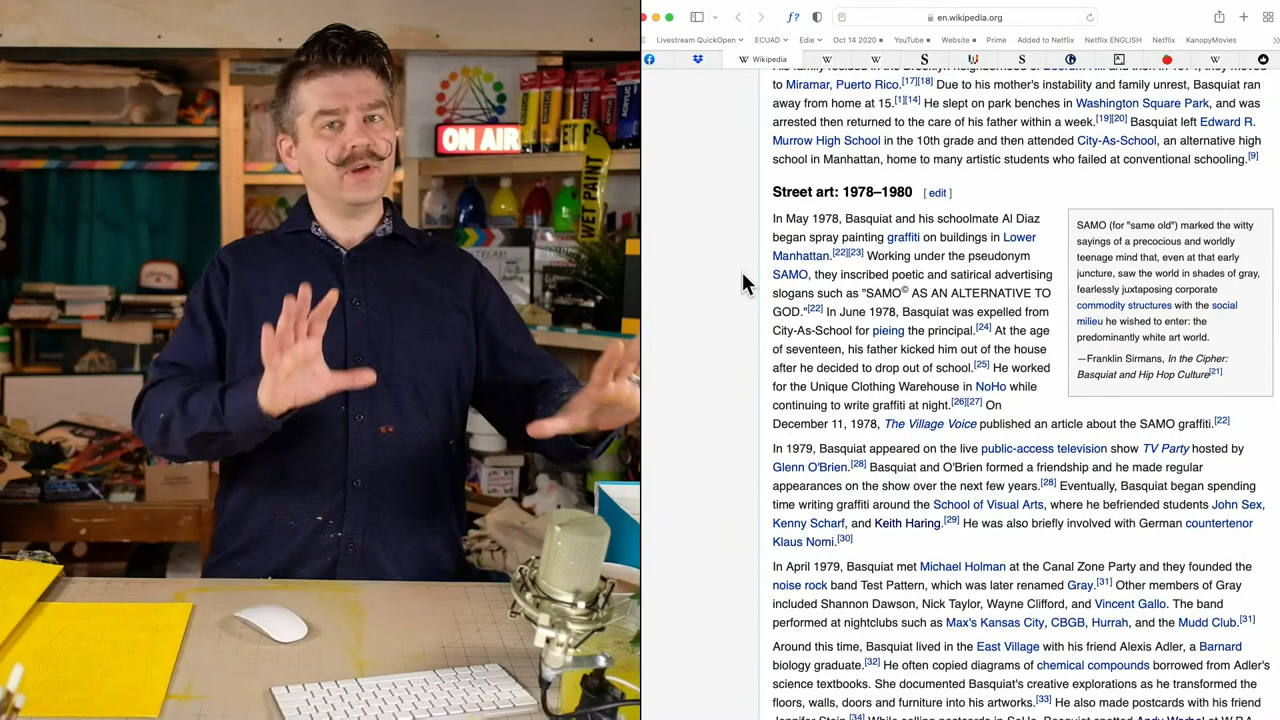 ON AIR
ACRYLIC
WET PAINT
en.wikipedia.org
Livestream QuickOpen
ECUAD
Edie
Oct 14 2020
YouTube
Website
Prime
Added to Netflix
Netflix ENGLISH
Netflix
KanopyMovies
Wikipedia
to Miramar, Puerto Rico.[17][18] Due to his mother's instability and family unrest, Basquiat ran
away from home at 15.[1][14] He slept on park benches in Washington Square Park, and was
arrested then returned to the care of his father within a week.[19][20] Basquiat left Edward R.
Murrow High School in the 10th grade and then attended City-As-School, an alternative high
school in Manhattan, home to many artistic students who failed at conventional schooling.[9]
Street art: 1978–1980 [ edit ]
In May 1978, Basquiat and his schoolmate Al Diaz
began spray painting graffiti on buildings in Lower
Manhattan.[22][23] Working under the pseudonym
SAMO, they inscribed poetic and satirical advertising
slogans such as "SAMO© AS AN ALTERNATIVE TO
GOD."[22] In June 1978, Basquiat was expelled from
City-As-School for pieing the principal.[24] At the age
of seventeen, his father kicked him out of the house
after he decided to drop out of school.[25] He worked
for the Unique Clothing Warehouse in NoHo while
continuing to write graffiti at night.[26][27] On
December 11, 1978, The Village Voice published an article about the SAMO graffiti.[22]
SAMO (for "same old") marked the witty
sayings of a precocious and worldly
teenage mind that, even at that early
juncture, saw the world in shades of gray,
fearlessly juxtaposing corporate
commodity structures with the social
milieu he wished to enter: the
predominantly white art world.
—Franklin Sirmans, In the Cipher:
Basquiat and Hip Hop Culture[21]
In 1979, Basquiat appeared on the live public-access television show TV Party hosted by
Glenn O'Brien.[28] Basquiat and O'Brien formed a friendship and he made regular
appearances on the show over the next few years.[28] Eventually, Basquiat began spending
time writing graffiti around the School of Visual Arts, where he befriended students John Sex,
Kenny Scharf, and Keith Haring.[29] He was also briefly involved with German countertenor
Klaus Nomi.[30]
In April 1979, Basquiat met Michael Holman at the Canal Zone Party and they founded the
noise rock band Test Pattern, which was later renamed Gray.[31] Other members of Gray
included Shannon Dawson, Nick Taylor, Wayne Clifford, and Vincent Gallo. The band
performed at nightclubs such as Max's Kansas City, CBGB, Hurrah, and the Mudd Club.[31]
Around this time, Basquiat lived in the East Village with his friend Alexis Adler, a Barnard
biology graduate.[32] He often copied diagrams of chemical compounds borrowed from Adler's
science textbooks. She documented Basquiat's creative explorations as he transformed the
floors, walls, doors and furniture into his artworks.[33] He also made postcards with his friend